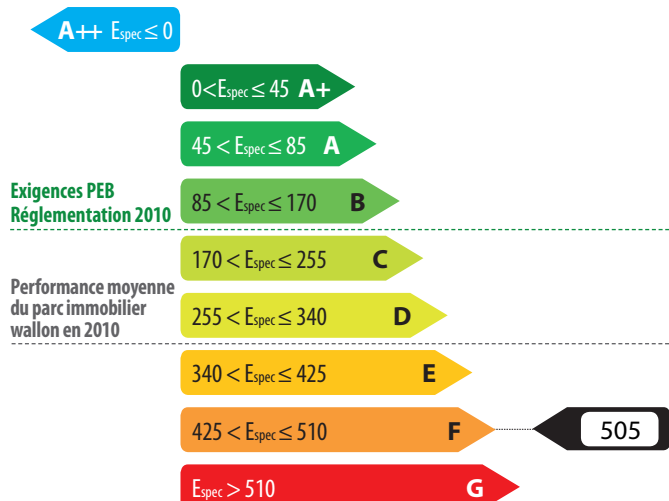 A++ Espec ≤ 0
0<Espec ≤ 45 A+
45 < Espec ≤ 85 A
Exigences PEB
Réglementation 2010
85 < Espec ≤ 170 B
170 < Espec ≤ 255 C
Performance moyenne
du parc immobilier
wallon en 2010
255 < Espec ≤ 340 D
340 < Espec ≤ 425 E
425 < Espec ≤ 510 F
505
Espec > 510 G